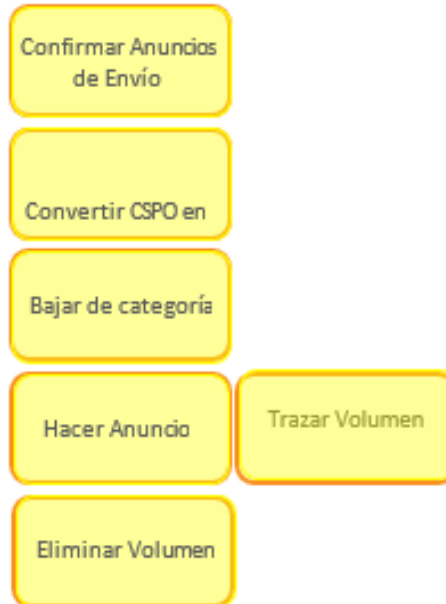 Confirmar Anuncios
de Envío
Convertir CSPO en
Bajar de categoría
Hacer Anuncio
Trazar Volumen
Eliminar Volumen